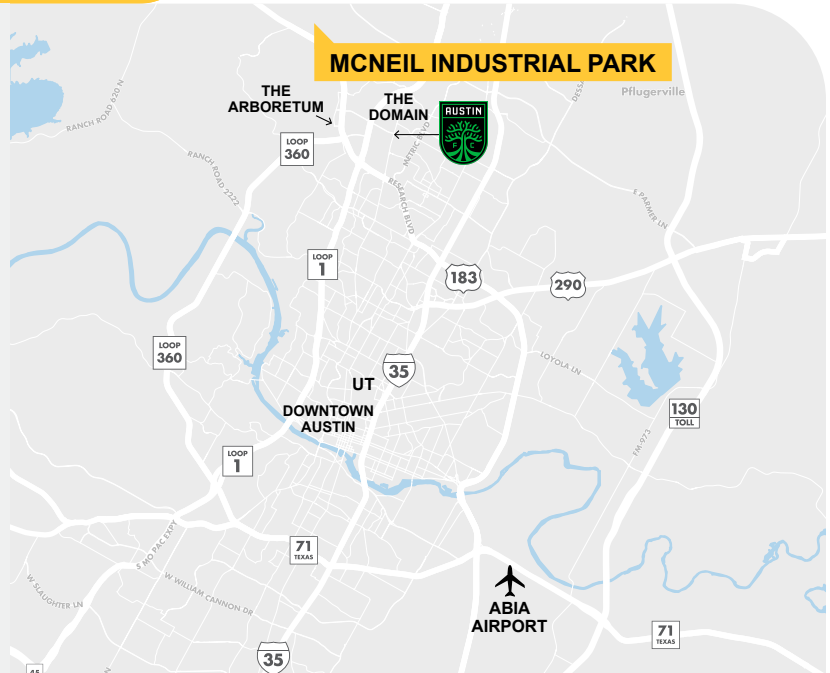 MCNEIL INDUSTRIAL PARK
THE
ARBORETUM
THE
DOMAIN
AUSTIN
F C
Pflugerville
RANCH ROAD 620 N
LOOP
360
METRIC BLVD
RANCH ROAD 2222
RESEARCH BLVD
E PARMER LN
LOOP
1
183
290
LOOP
360
35
LOYOLA LN
UT
DOWNTOWN
AUSTIN
130
TOLL
FM-973
LOOP
1
S MO PAC EXPY
71
TEXAS
W SLAUGHTER LN
W WILLIAM CANNON DR
ABIA
AIRPORT
71
TEXAS
35
45